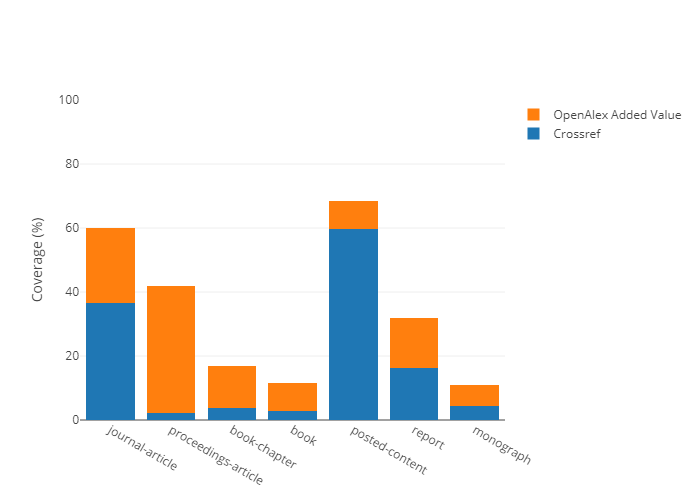 100
80
60
40
20
0
Coverage (%)
journal-article
proceedings-article
book-chapter
book
posted-content
report
monograph
OpenAlex Added Value
Crossref